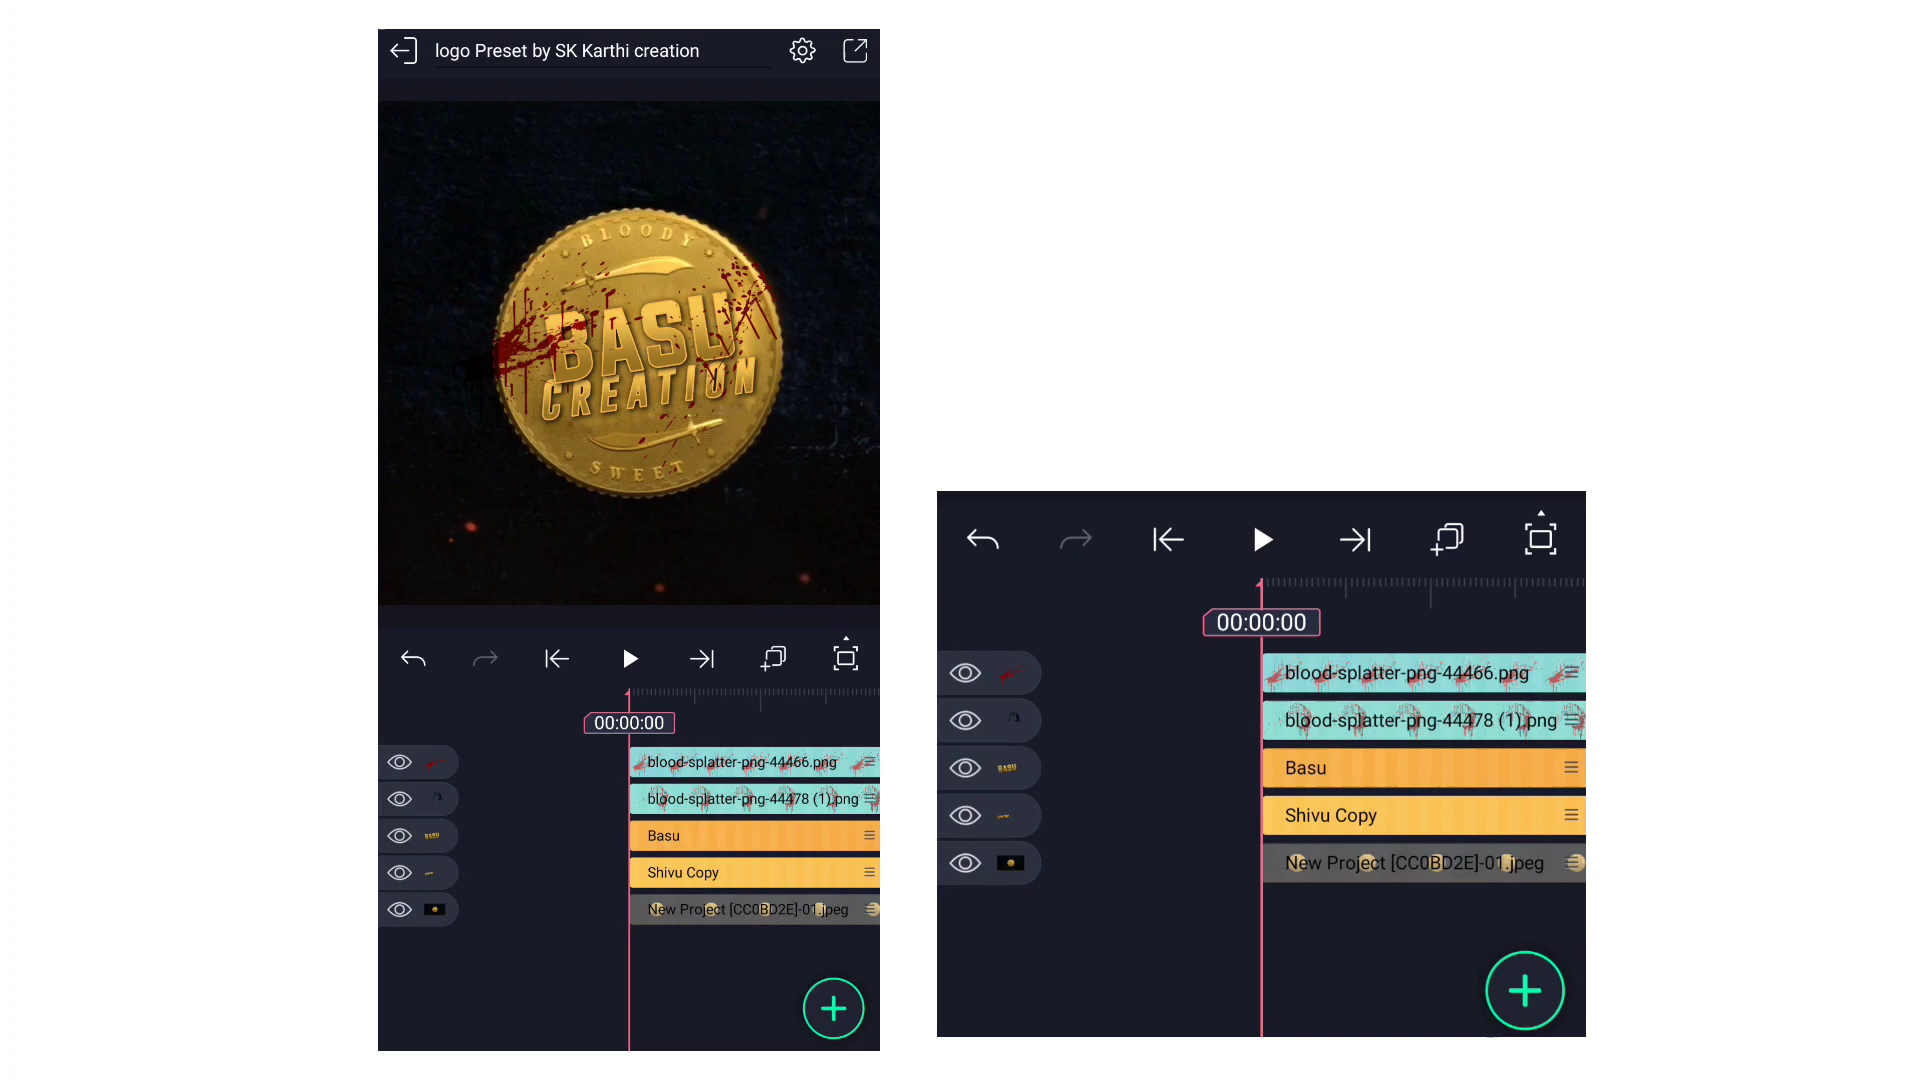 logo Preset by SK Karthi creation
BLOODY
BASU
CREATION
SWEET
00:00:00
blood-splatter-png-44466.png
blood-splatter-png-44478 (1).png
BASU
Basu
Shivu Copy
New Project [CC0BD2E]-01.jpeg
00:00:00
blood-splatter-png-44466.png
blood-splatter-png-44478 (1).png
BASU
Basu
Shivu Copy
New Project [CC0BD2E]-01.jpeg